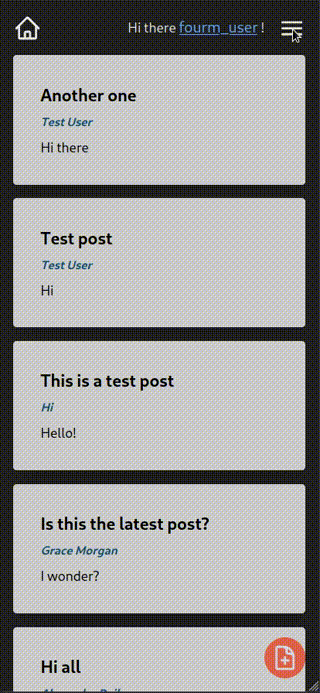 Hi there fourm_user !
Another one
Test User
Hi there
Test post
Test User
Hi
This is a test post
Hi
Hello!
Is this the latest post?
Grace Morgan
I wonder?
Hi all